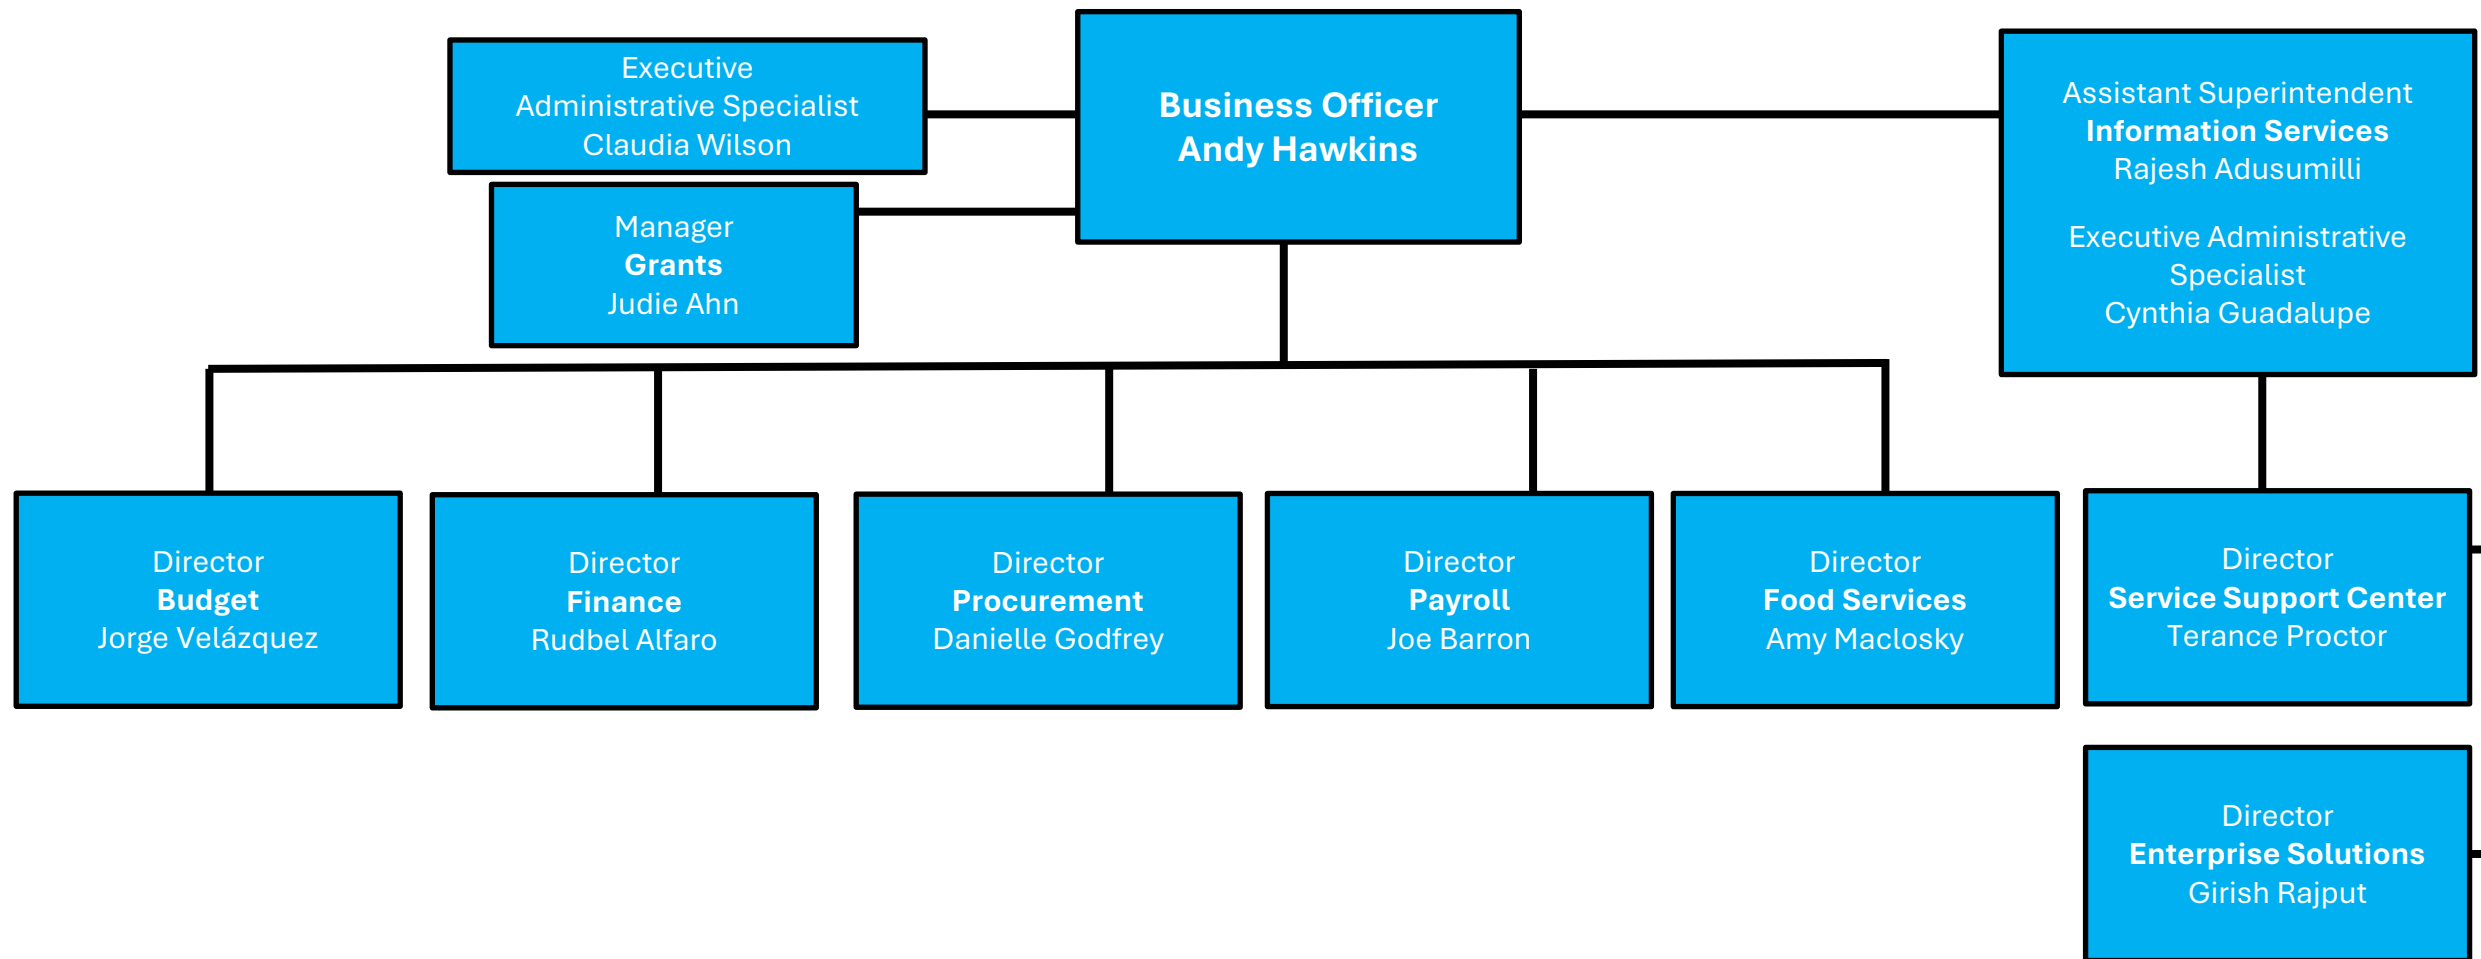 Executive
Administrative Specialist
Claudia Wilson
Business Officer
Andy Hawkins
Assistant Superintendent
Information Services
Rajesh Adusumilli
Executive Administrative
Specialist
Cynthia Guadalupe
Manager
Grants
Judie Ahn
Director
Budget
Jorge Velázquez
Director
Finance
Rudbel Alfaro
Director
Procurement
Danielle Godfrey
Director
Payroll
Joe Barron
Director
Food Services
Amy Maclosky
Director
Service Support Center
Terance Proctor
Director
Enterprise Solutions
Girish Rajput